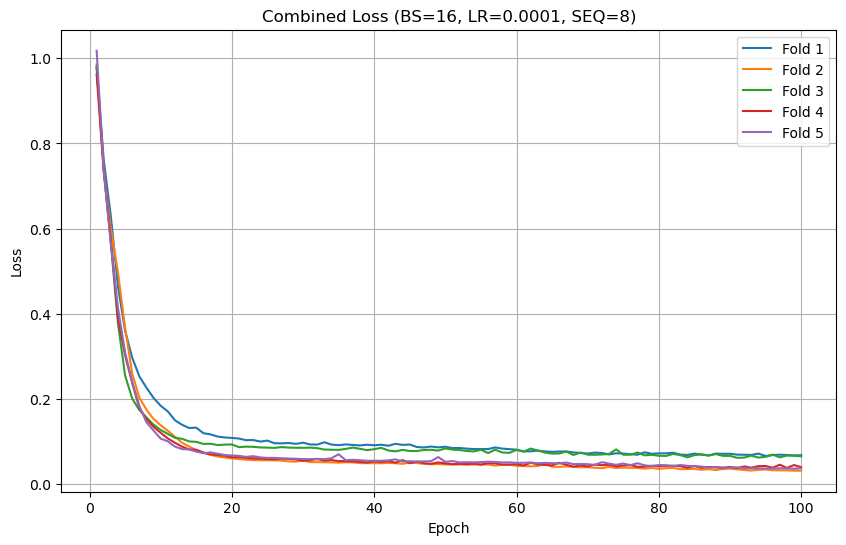 Combined Loss (BS=16, LR=0.0001, SEQ=8)
Fold 1
Fold 2
Fold 3
Fold 4
Fold 5
Loss
1.0
0.8
0.6
0.4
0.2
0.0
0 20 40 60 80 100
Epoch